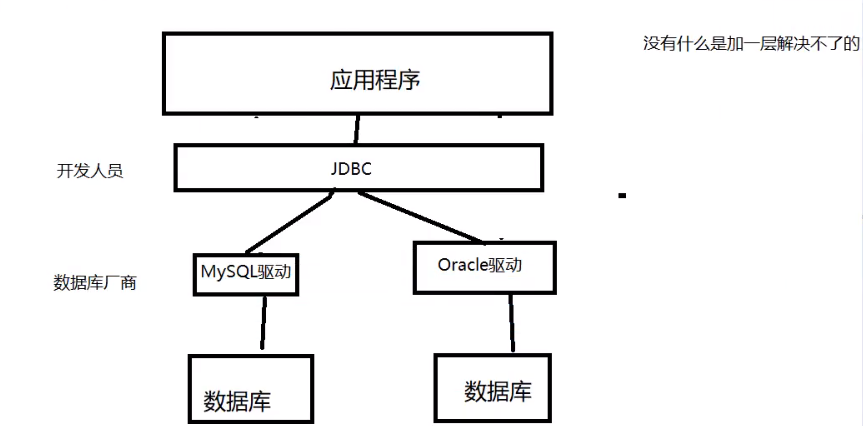 没有什么是加一层解决不了的
应用程序
开发人员
JDBC
数据库厂商
MySQL驱动
Oracle驱动
数据库
数据库